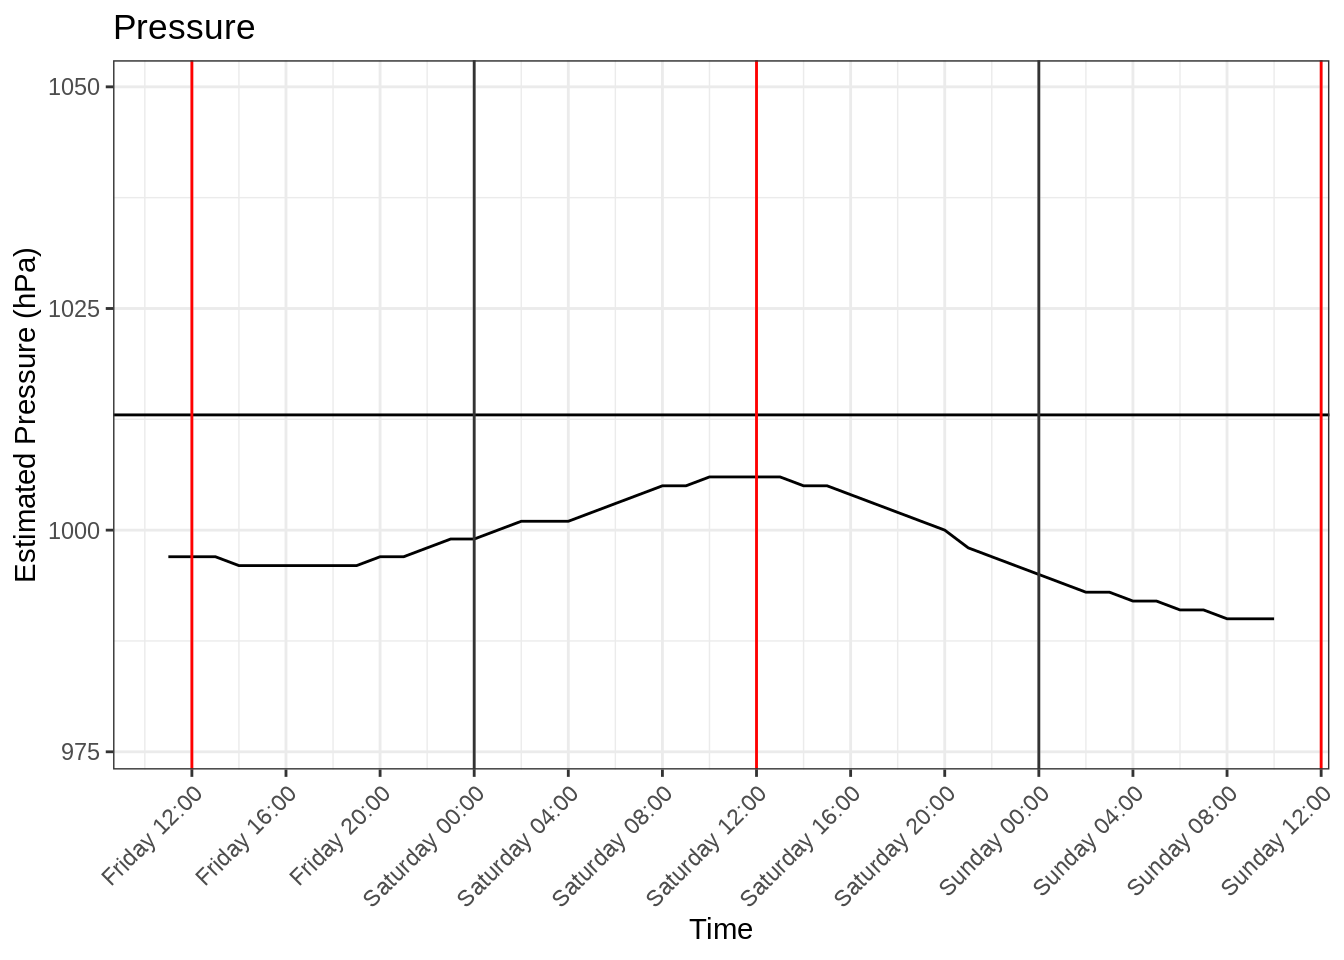 Pressure
Estimated Pressure (hPa)
1050
1025
1000
975
Friday 12:00
Friday 16:00
Friday 20:00
Saturday 00:00
Saturday 04:00
Saturday 08:00
Saturday 12:00
Saturday 16:00
Saturday 20:00
Sunday 00:00
Sunday 04:00
Sunday 08:00
Sunday 12:00
Time